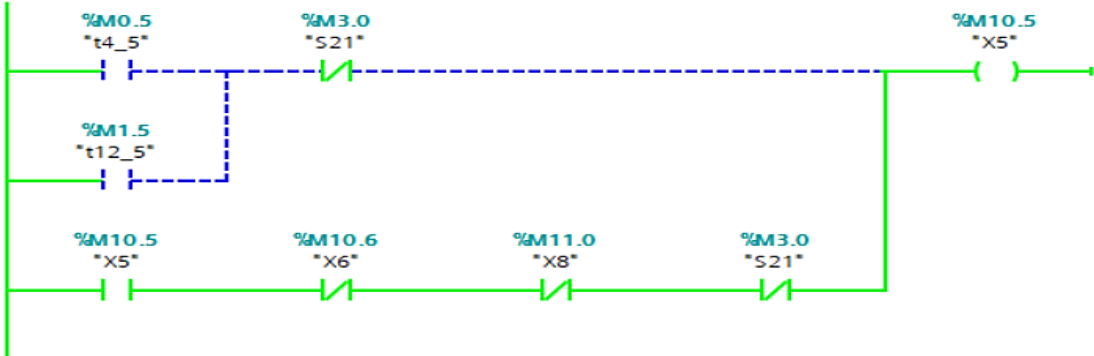 %M0.5 %M3.0 %M10.5
"t4_5" "S21" "X5"
%M1.5
"t12_5"
%M10.5 %M10.6 %M11.0 %M3.0
"X5" "X6" "X8" "S21"